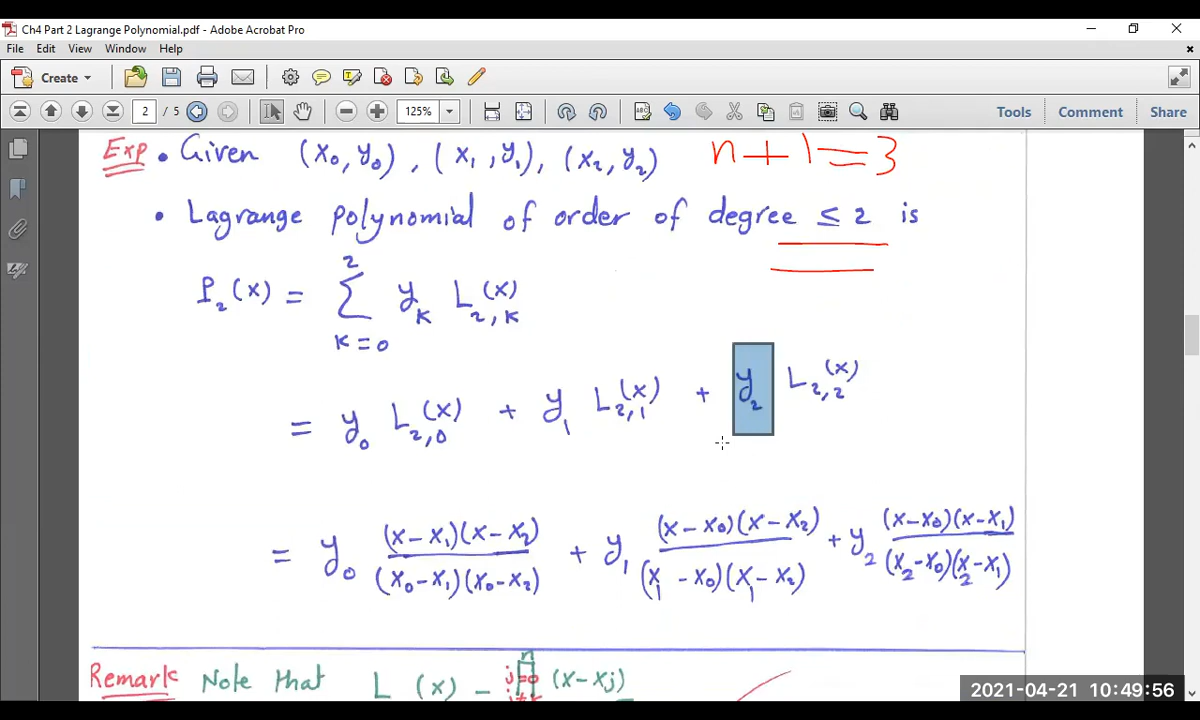 Ch4 Part 2 Lagrange Polynomial.pdf - Adobe Acrobat Pro
File Edit View Window Help
Create
2 / 5 125% Tools Comment Share
Exp • Given (x₀, y₀), (x₁, y₁), (x₂, y₂) n + 1 = 3
• Lagrange polynomial of order of degree ≤ 2 is
P₂(x) = Σ_{k=0}^{2} y_k L_{2,k}(x)
= y₀ L_{2,0}(x) + y₁ L_{2,1}(x) + y₂ L_{2,2}(x)
= y₀ (x-x₁)(x-x₂)/(x₀-x₁)(x₀-x₂) + y₁ (x-x₀)(x-x₂)/(x₁-x₀)(x₁-x₂) + y₂ (x-x₀)(x-x₁)/(x₂-x₀)(x₂-x₁)
Remark Note that L (x) - n j=0 (x-xj)
2021-04-21 10:49:56